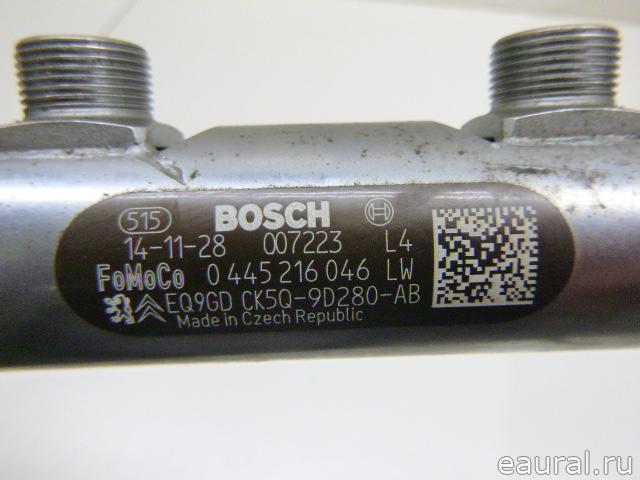 515 BOSCH
14-11-28 007223 L4
FoMoCo 0 445 216 046 LW
EQ9GD CK5Q-9D280-AB
Made in Czech Republic
eaural.ru